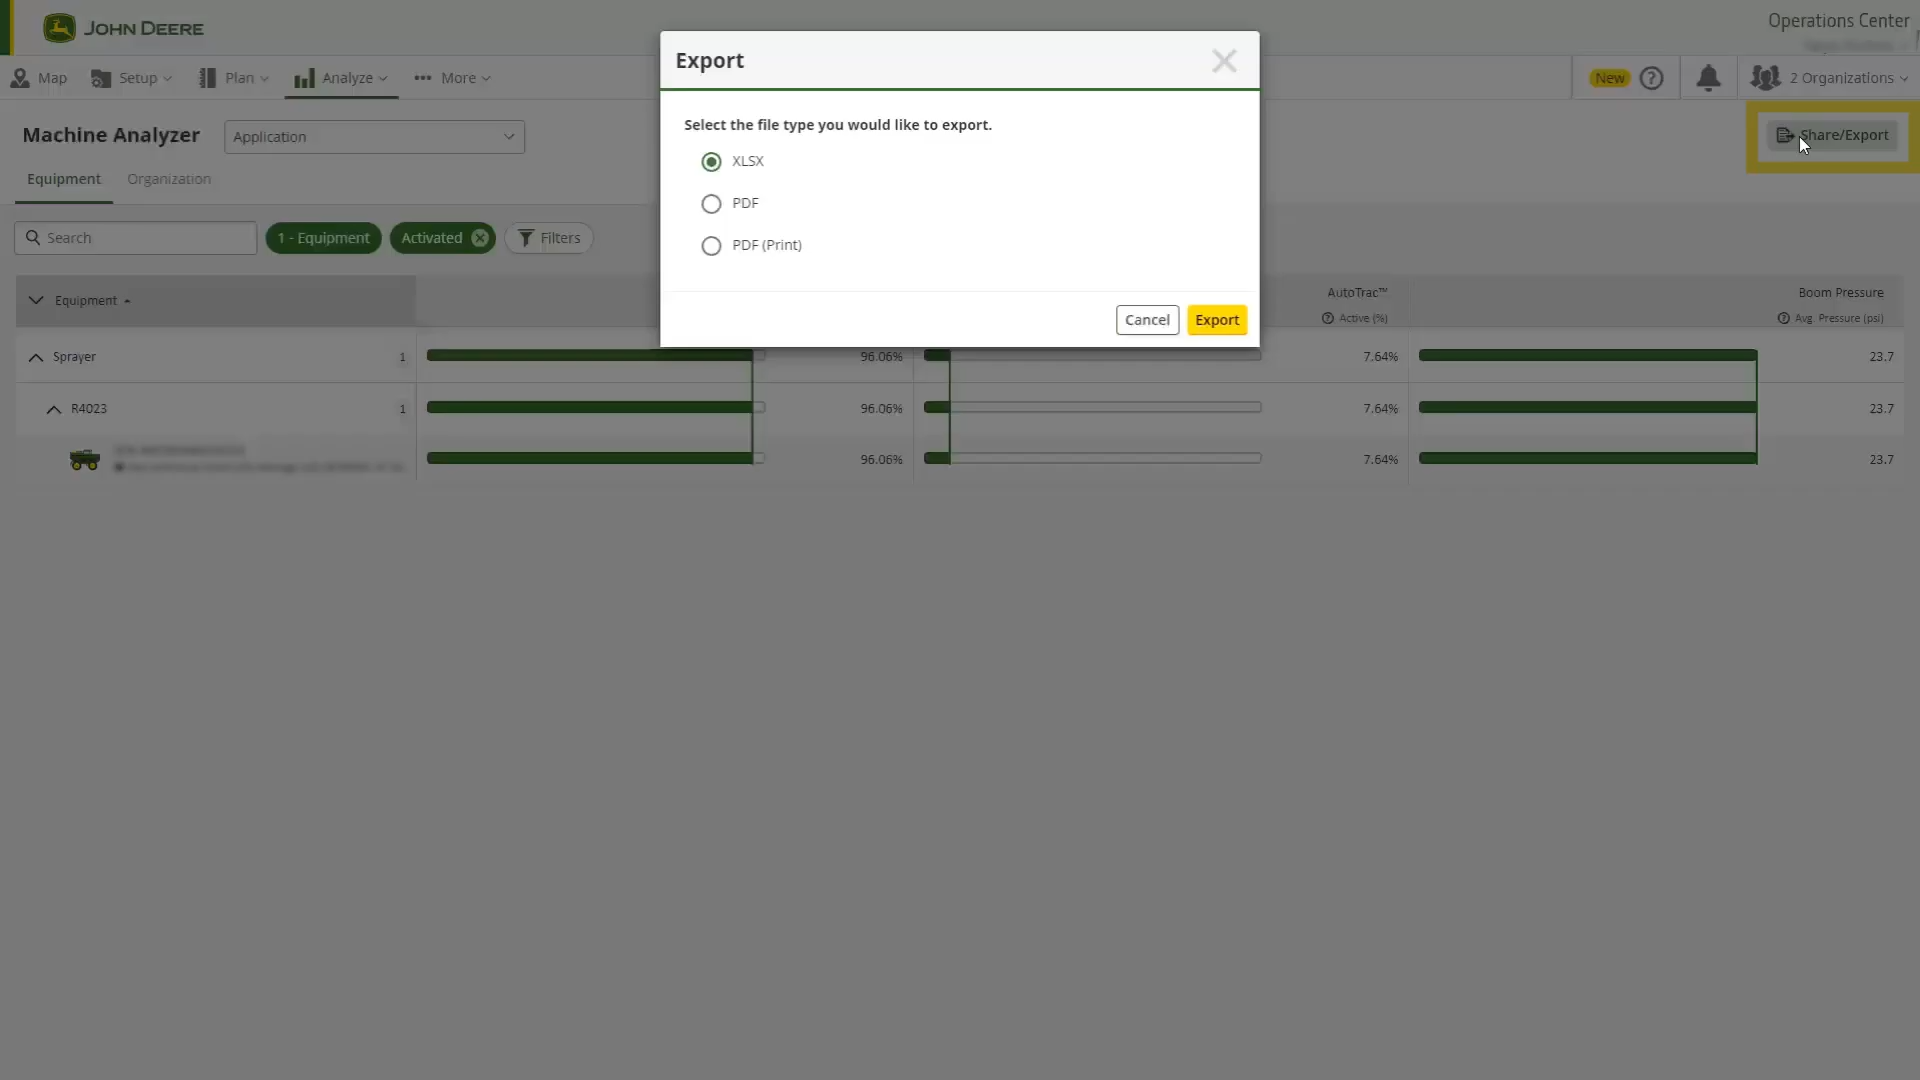 JOHN DEERE
Operations Center
Map
Setup
Plan
Analyze
More
New
2 Organizations
Machine Analyzer
Application
Share/Export
Equipment
Organization
Search
1 - Equipment
Activated
Filters
Export
Select the file type you would like to export.
XLSX
PDF
PDF (Print)
Cancel
Export
Equipment
AutoTrac™
Active (%)
Boom Pressure
Avg. Pressure (psi)
Sprayer 1 96.06% 7.64% 23.7
R4023 1 96.06% 7.64% 23.7
96.06% 7.64% 23.7